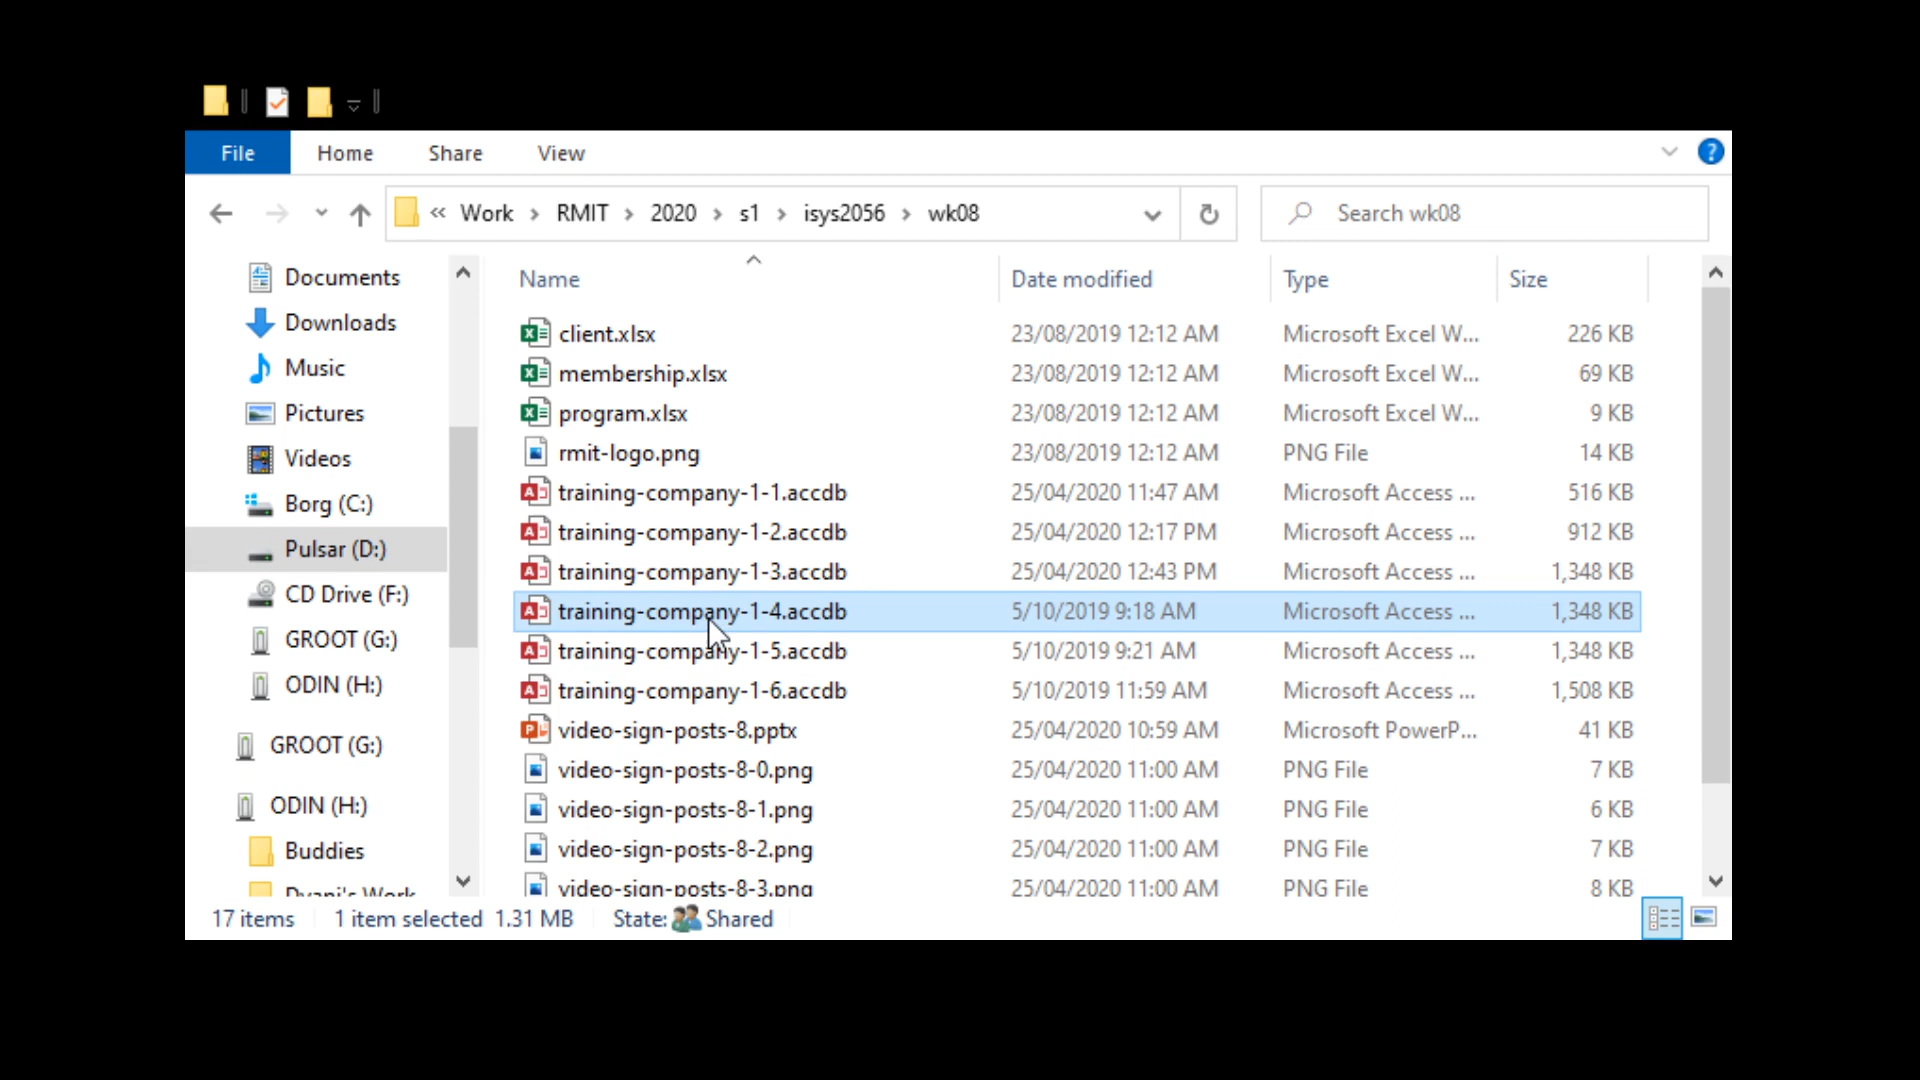 File Home Share View
« Work > RMIT > 2020 > s1 > isys2056 > wk08 Search wk08
Documents
Downloads
Music
Pictures
Videos
Borg (C:)
Pulsar (D:)
CD Drive (F:)
GROOT (G:)
ODIN (H:)
GROOT (G:)
ODIN (H:)
Buddies
Dyani's Work
Name Date modified Type Size
client.xlsx 23/08/2019 12:12 AM Microsoft Excel W... 226 KB
membership.xlsx 23/08/2019 12:12 AM Microsoft Excel W... 69 KB
program.xlsx 23/08/2019 12:12 AM Microsoft Excel W... 9 KB
rmit-logo.png 23/08/2019 12:12 AM PNG File 14 KB
training-company-1-1.accdb 25/04/2020 11:47 AM Microsoft Access ... 516 KB
training-company-1-2.accdb 25/04/2020 12:17 PM Microsoft Access ... 912 KB
training-company-1-3.accdb 25/04/2020 12:43 PM Microsoft Access ... 1,348 KB
training-company-1-4.accdb 5/10/2019 9:18 AM Microsoft Access ... 1,348 KB
training-company-1-5.accdb 5/10/2019 9:21 AM Microsoft Access ... 1,348 KB
training-company-1-6.accdb 5/10/2019 11:59 AM Microsoft Access ... 1,508 KB
video-sign-posts-8.pptx 25/04/2020 10:59 AM Microsoft PowerP... 41 KB
video-sign-posts-8-0.png 25/04/2020 11:00 AM PNG File 7 KB
video-sign-posts-8-1.png 25/04/2020 11:00 AM PNG File 6 KB
video-sign-posts-8-2.png 25/04/2020 11:00 AM PNG File 7 KB
video-sign-posts-8-3.png 25/04/2020 11:00 AM PNG File 8 KB
17 items 1 item selected 1.31 MB State: Shared